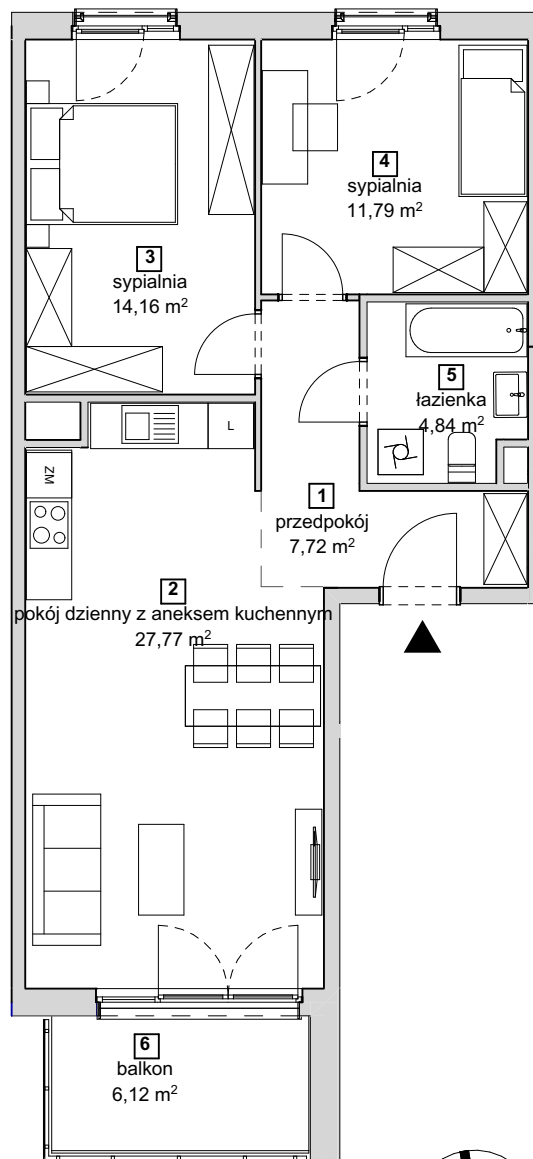 4
sypialnia
11,79 m²
3
sypialnia
14,16 m²
5
łazienka
4,84 m²
L
ZM
1
przedpokój
7,72 m²
2
pokój dzienny z aneksem kuchennym
27,77 m²
6
balkon
6,12 m²